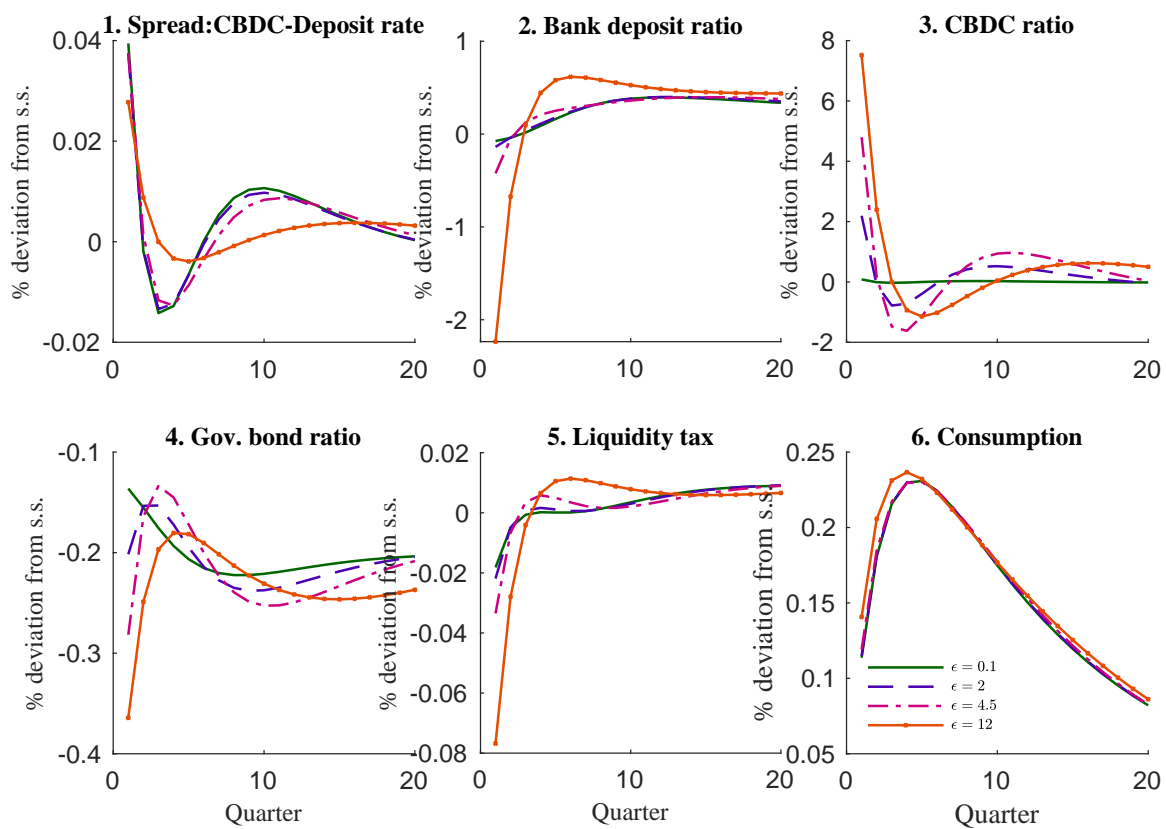 1. Spread:CBDC-Deposit rate
% deviation from s.s.
0.04
0.02
0
-0.02
0
10
20
2. Bank deposit ratio
% deviation from s.s.
1
0
-1
-2
0
10
20
3. CBDC ratio
% deviation from s.s.
8
6
4
2
0
-2
0
10
20
4. Gov. bond ratio
% deviation from s.s.
-0.1
-0.2
-0.3
-0.4
0
10
20
Quarter
5. Liquidity tax
% deviation from s.s.
0.02
0
-0.02
-0.04
-0.06
-0.08
0
10
20
Quarter
6. Consumption
% deviation from s.s.
0.25
0.2
0.15
0.1
0.05
0
10
20
Quarter
ϵ = 0.1
ϵ = 2
ϵ = 4.5
ϵ = 12